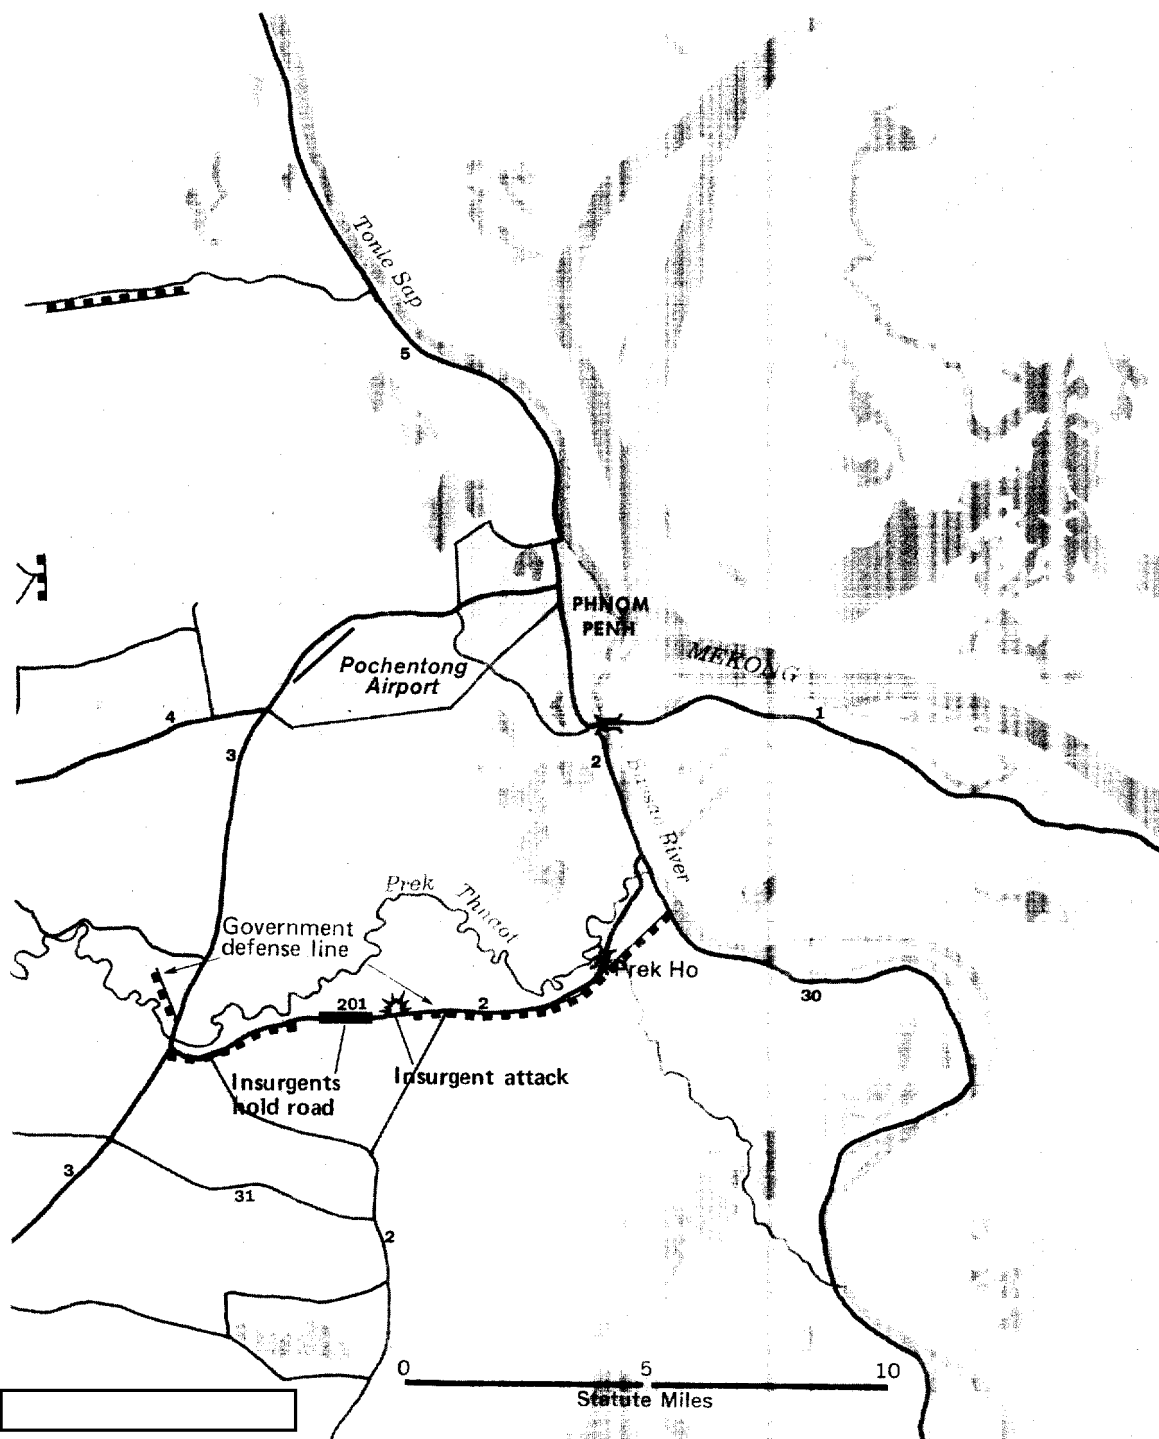 Tonle Sap
5
PHNOM
PENH
MEKONG
Pochentong
Airport
4
1
3
2
Bassac River
Prek Thnaot
Government
defense line
Prek Ho
30
201
2
Insurgents
hold road
Insurgent attack
3
31
2
0 5 10
Statute Miles